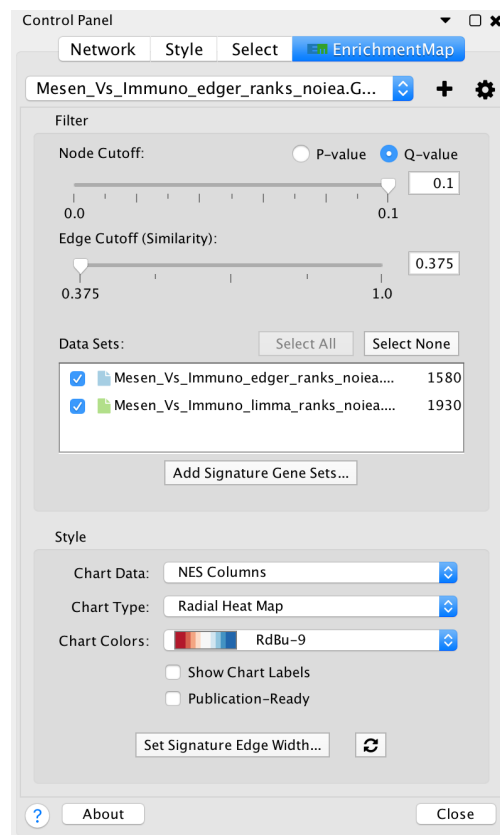 Control Panel
Network Style Select EM EnrichmentMap
Mesen_Vs_Immuno_edger_ranks_noiea.G...
Filter
Node Cutoff: P-value Q-value
0.1
0.0 0.1
Edge Cutoff (Similarity):
0.375
0.375 1.0
Data Sets: Select All Select None
Mesen_Vs_Immuno_edger_ranks_noiea.... 1580
Mesen_Vs_Immuno_limma_ranks_noiea.... 1930
Add Signature Gene Sets...
Style
Chart Data: NES Columns
Chart Type: Radial Heat Map
Chart Colors: RdBu-9
Show Chart Labels
Publication-Ready
Set Signature Edge Width...
? About Close